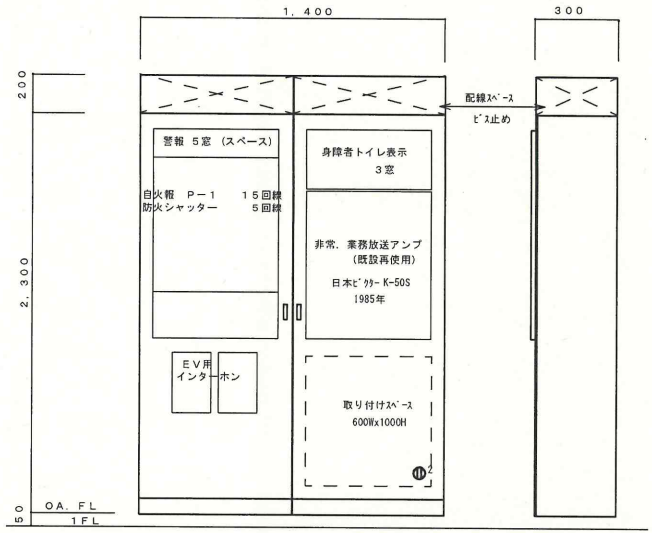 1,400
300
200
配線スペース
ビス止め
警報 5窓 (スペース)
身障者トイレ表示
3窓
自火報 P-1 15回線
防火シャッター 5回線
非常.業務放送アンプ
(既設再使用)
日本ビクター K-50S
1985年
2,300
EV用
インターホン
取り付けスペース
600Wx1000H
2
OA.FL
50
1FL